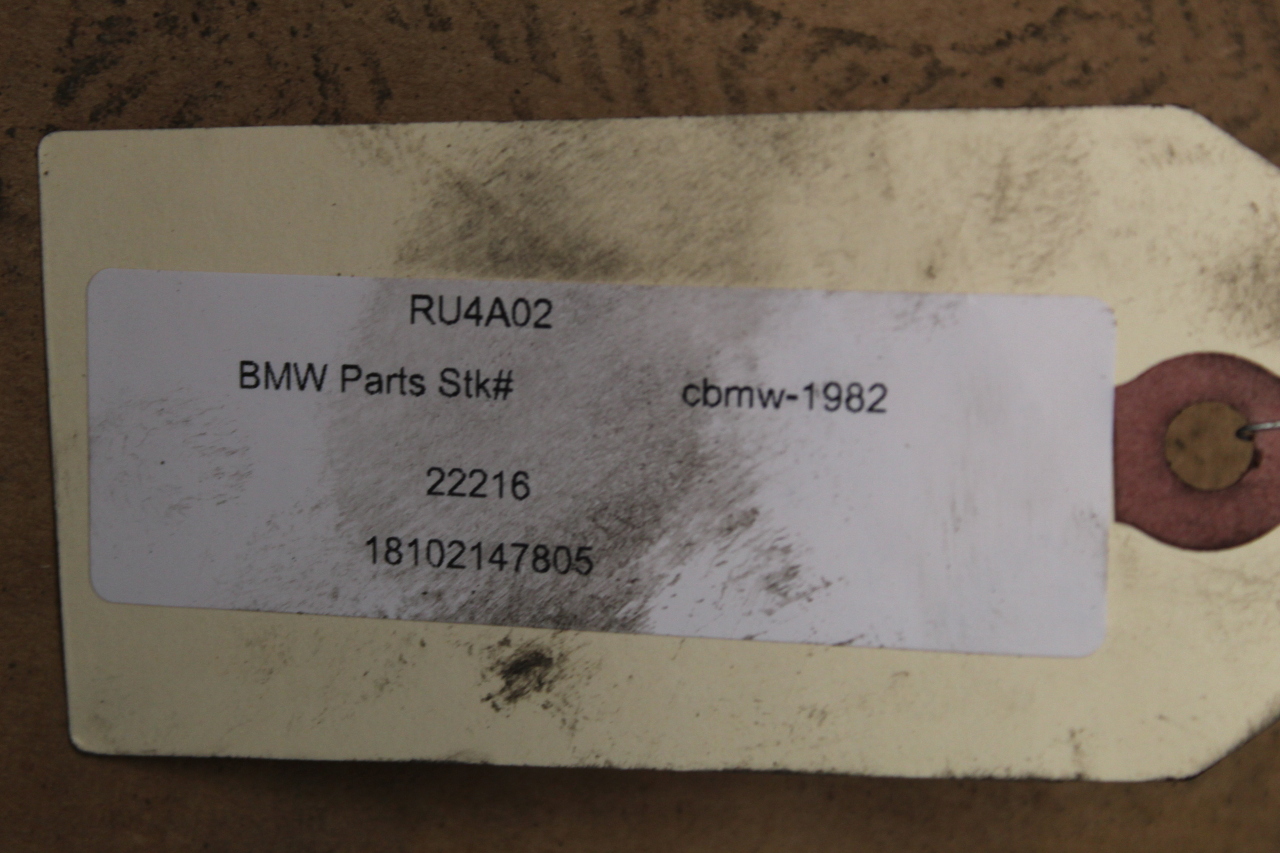 RU4A02
BMW Parts Stk# cbmw-1982
22216
18102147805